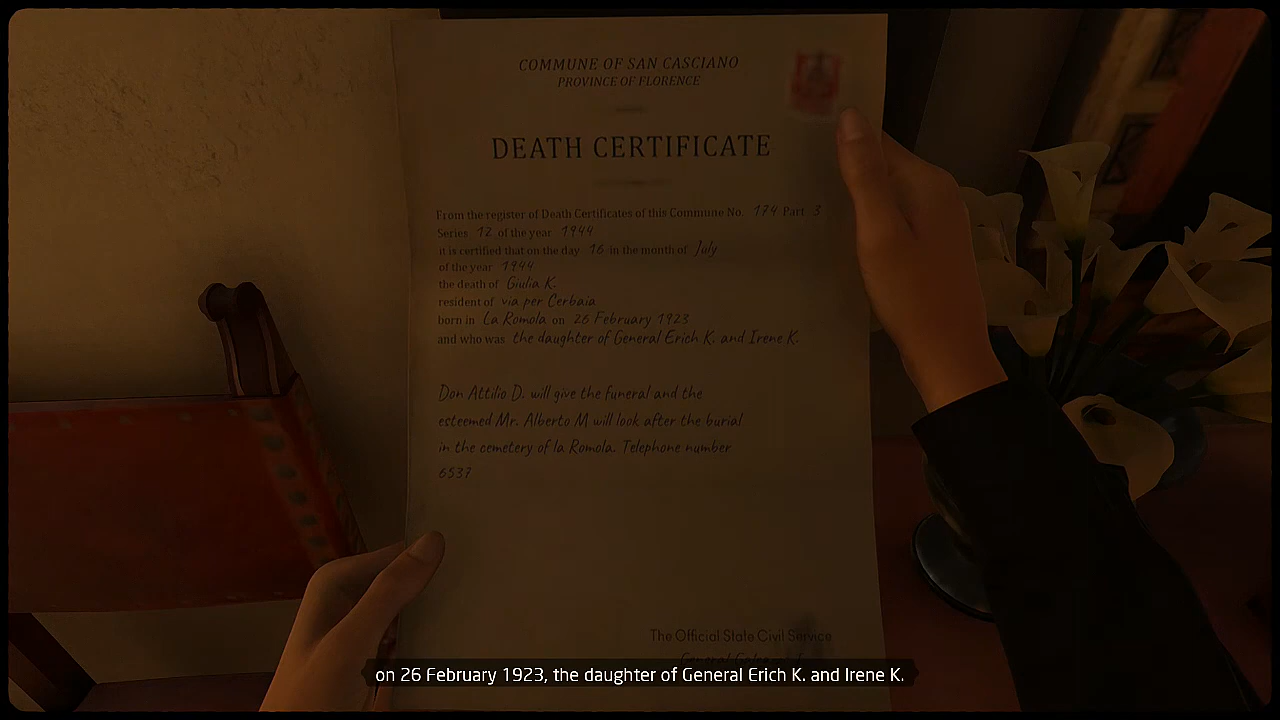 COMMUNE OF SAN CASCIANO
PROVINCE OF FLORENCE
DEATH CERTIFICATE
From the register of Death Certificates of this Commune No. 174 Part 3
Series 12 of the year 1944
it is certified that on the day 16 in the month of July
of the year 1944
the death of Giulia K.
resident of via per Cerbaia
born in La Romola on 26 February 1923
and who was the daughter of General Erich K. and Irene K.
Don Attilio D. will give the funeral and the
esteemed Mr. Alberto M will look after the burial
in the cemetery of la Romola. Telephone number
6537
The Official State Civil Service
on 26 February 1923, the daughter of General Erich K. and Irene K.